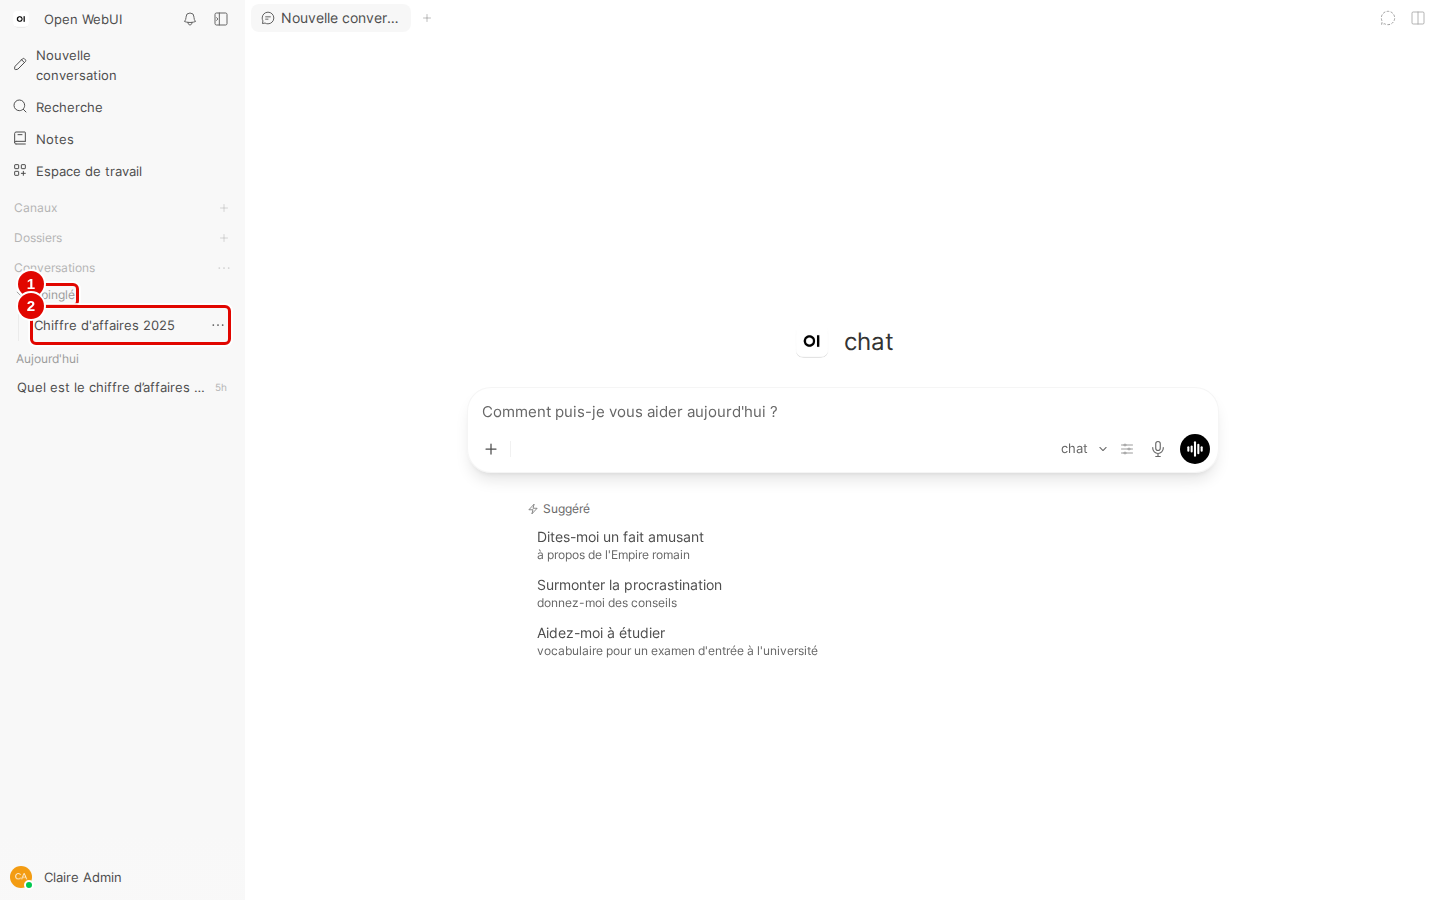 OI Open WebUI
Nouvelle conver...
Nouvelle
conversation
Recherche
Notes
Espace de travail
Canaux
Dossiers
Conversations
1
2
Chiffre d'affaires 2025
Aujourd'hui
Quel est le chiffre d'affaires ... 5h
Claire Admin
CA
OI chat
Comment puis-je vous aider aujourd'hui ?
chat
Suggéré
Dites-moi un fait amusant
à propos de l'Empire romain
Surmonter la procrastination
donnez-moi des conseils
Aidez-moi à étudier
vocabulaire pour un examen d'entrée à l'université